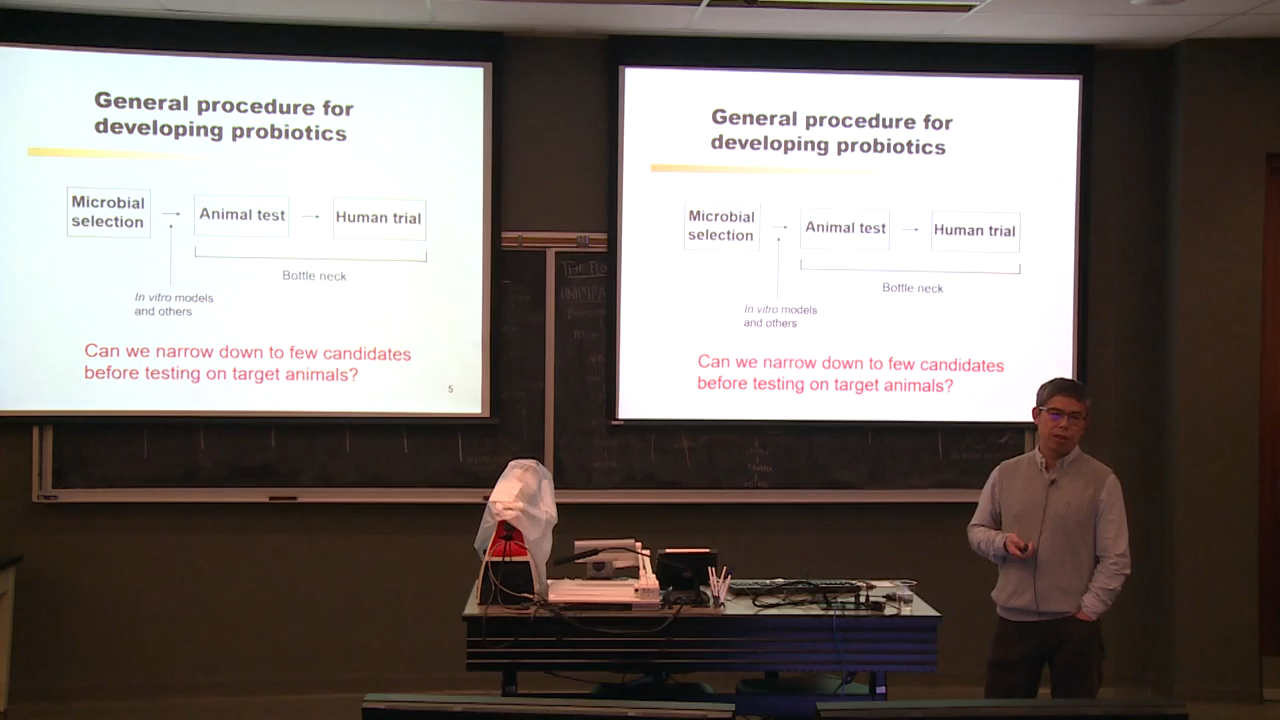 General procedure for
developing probiotics
Microbial
selection
Animal test
Human trial
Bottle neck
In vitro models
and others
Can we narrow down to few candidates
before testing on target animals?
5
General procedure for
developing probiotics
Microbial
selection
Animal test
Human trial
Bottle neck
In vitro models
and others
Can we narrow down to few candidates
before testing on target animals?
THE